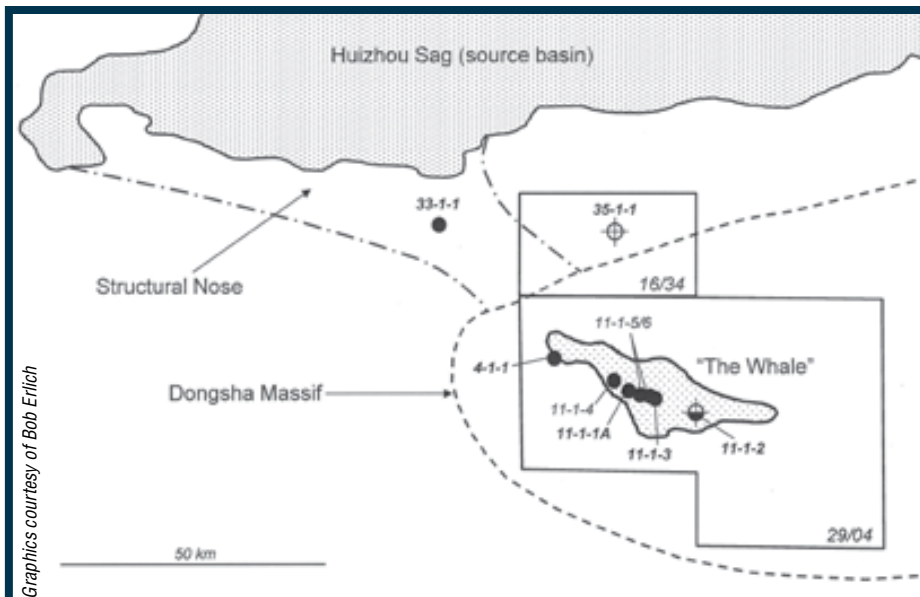 Huizhou Sag (source basin)
33-1-1
35-1-1
Structural Nose
16/34
11-1-5/6
"The Whale"
4-1-1
Dongsha Massif
11-1-4
11-1-1A
11-1-3
11-1-2
29/04
50 km
Graphics courtesy of Bob Erlich